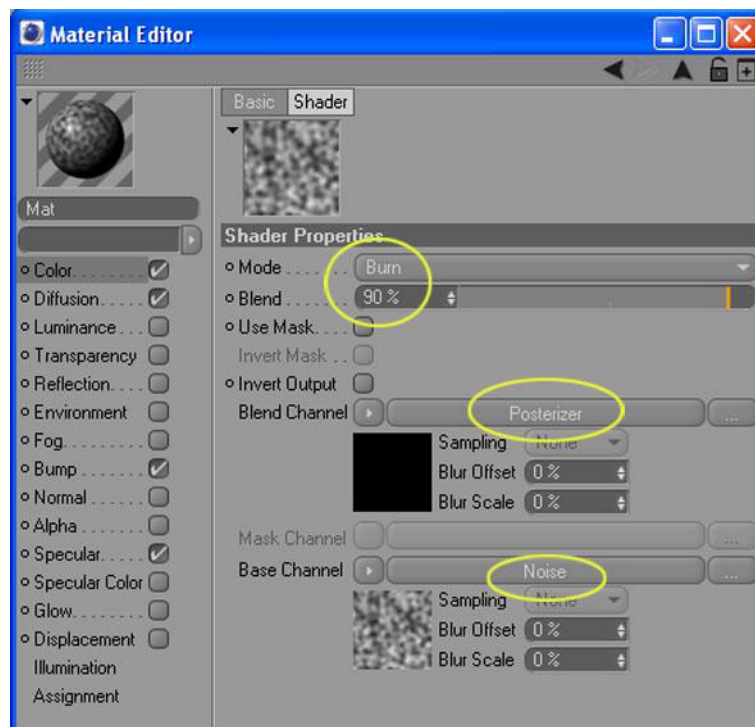 Material Editor
Basic Shader
Mat
Shader Properties
Color
Diffusion
Luminance
Transparency
Reflection
Environment
Fog
Bump
Normal
Alpha
Specular
Specular Color
Glow
Displacement
Illumination
Assignment
Mode Burn
Blend 90 %
Use Mask
Invert Mask
Invert Output
Blend Channel Posterizer ...
Sampling None
Blur Offset 0 %
Blur Scale 0 %
Mask Channel ...
Base Channel Noise ...
Sampling None
Blur Offset 0 %
Blur Scale 0 %